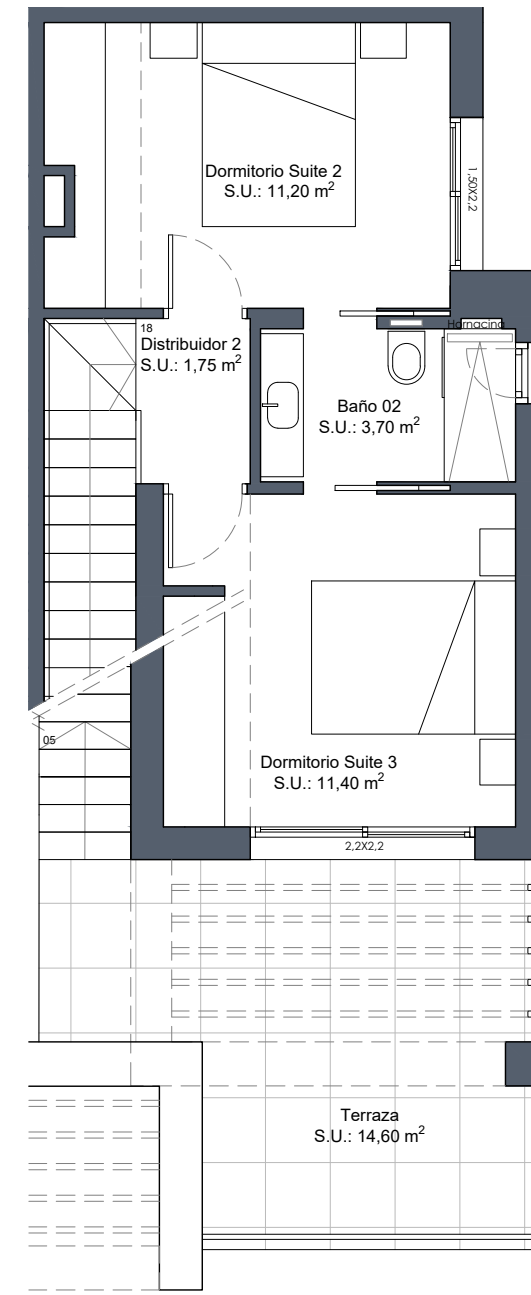 Dormitorio Suite 2
S.U.: 11,20 m²
1,50X2,2
18
Distribuidor 2
S.U.: 1,75 m²
Hornacina
Baño 02
S.U.: 3,70 m²
05
Dormitorio Suite 3
S.U.: 11,40 m²
2,2X2,2
Terraza
S.U.: 14,60 m²